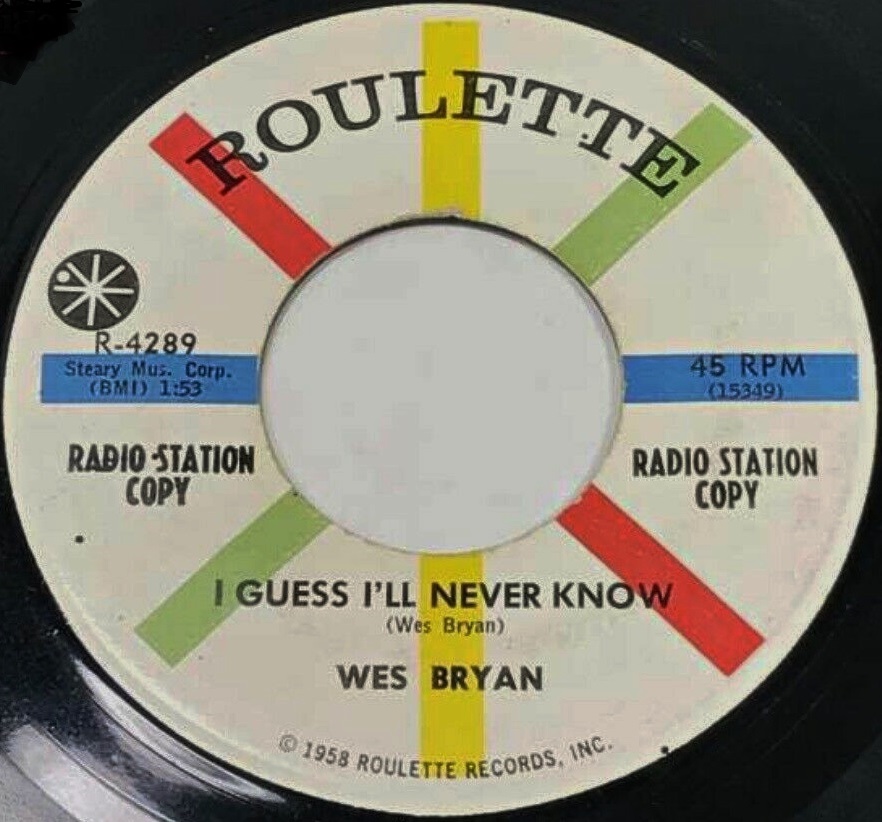 ROULETTE
R-4289
Steary Mus. Corp.
(BMI) 1:53
45 RPM
(15349)
RADIO STATION
COPY
RADIO STATION
COPY
I GUESS I'LL NEVER KNOW
(Wes Bryan)
WES BRYAN
© 1958 ROULETTE RECORDS, INC.